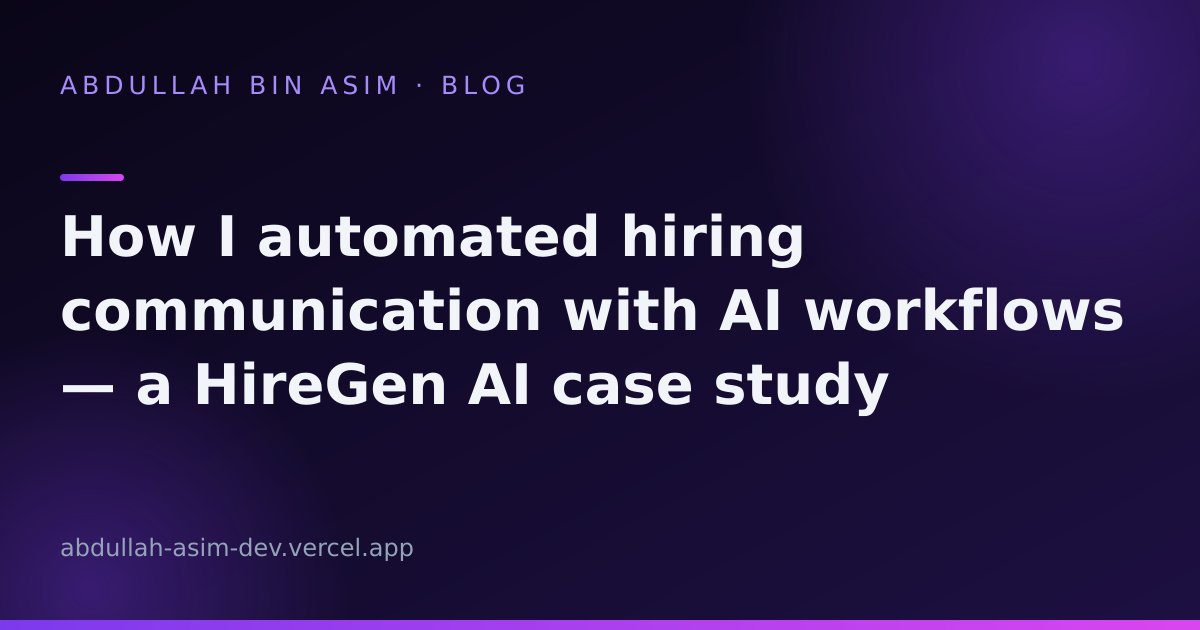 ABDULLAH BIN ASIM · BLOG
How I automated hiring
communication with AI workflows
— a HireGen AI case study
abdullah-asim-dev.vercel.app